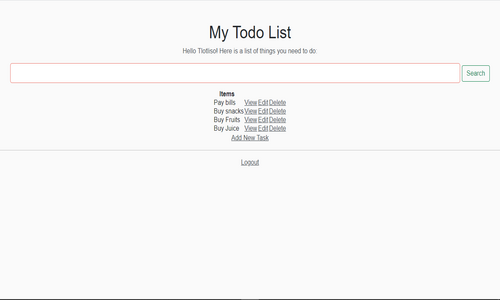 My Todo List
Hello Tlotliso! Here is a list of things you need to do:
Search
Items
Pay bills View Edit Delete
Buy snacks View Edit Delete
Buy Fruits View Edit Delete
Buy Juice View Edit Delete
Add New Task
Logout